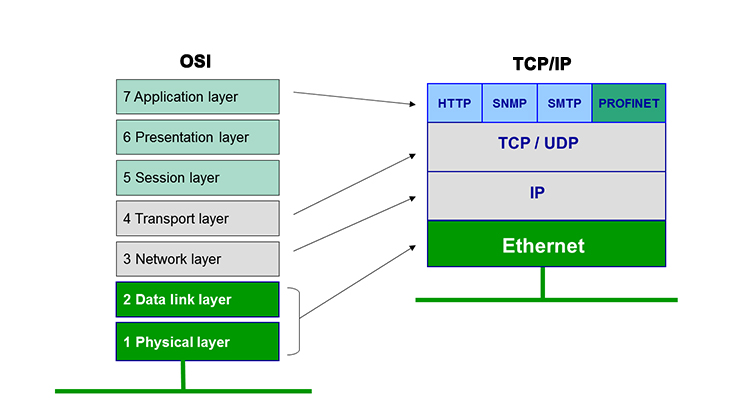 OSI
7 Application layer
6 Presentation layer
5 Session layer
4 Transport layer
3 Network layer
2 Data link layer
1 Physical layer
TCP/IP
HTTP SNMP SMTP PROFINET
TCP / UDP
IP
Ethernet